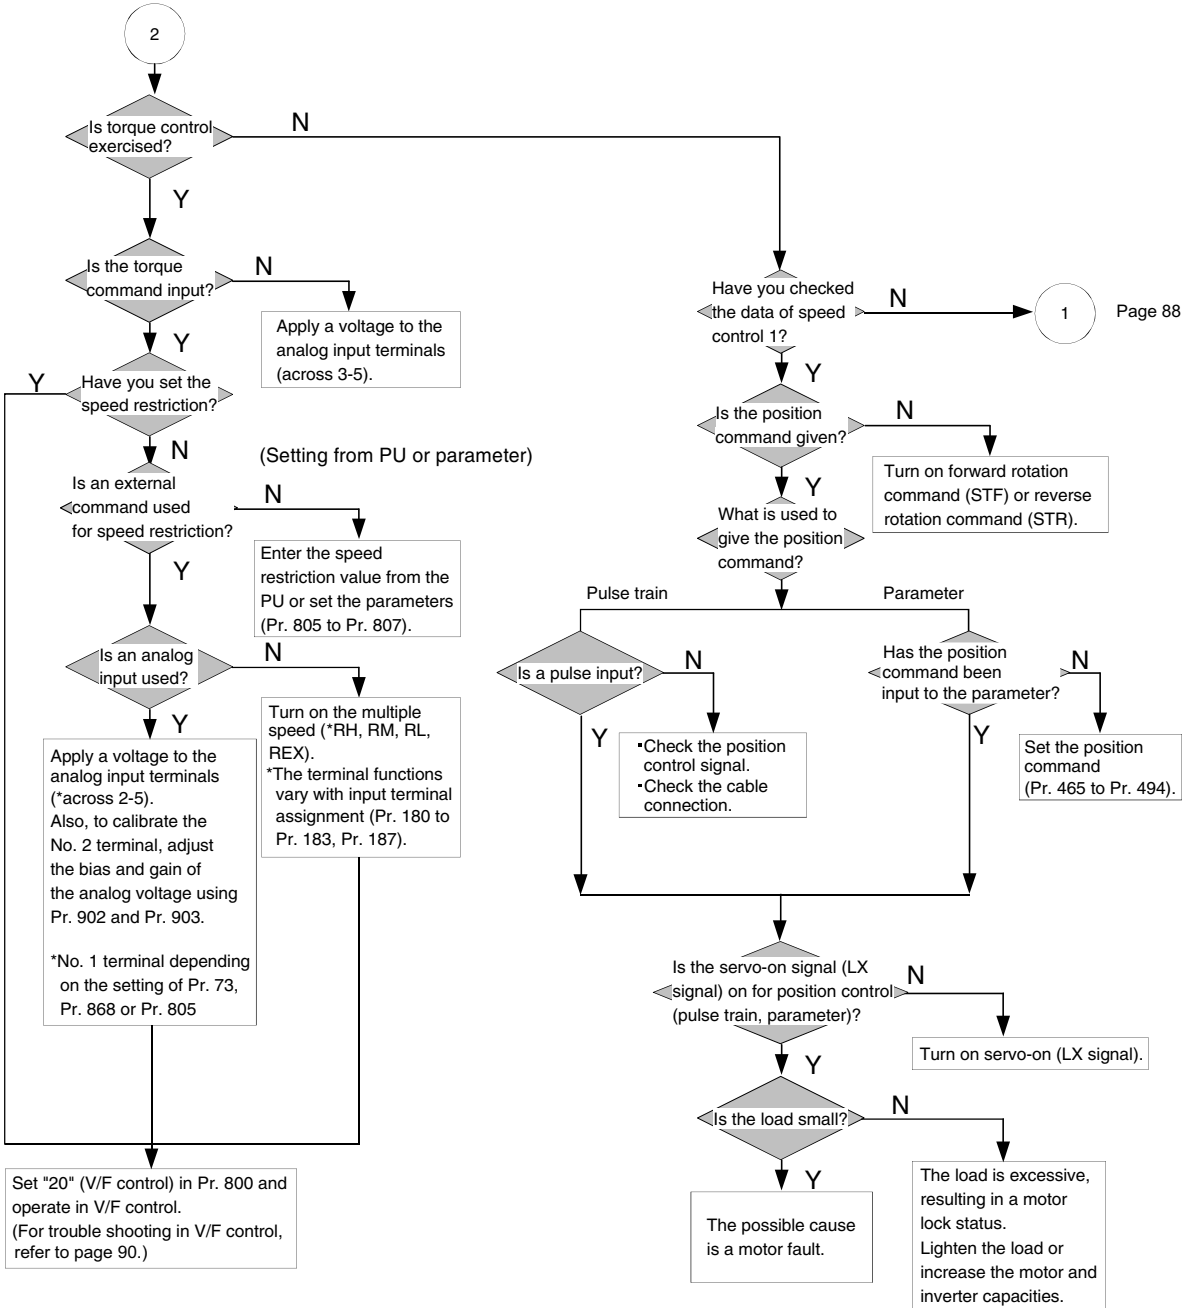 2
Is torque control
exercised?
N
Y
Is the torque
command input?
N
Apply a voltage to the
analog input terminals
(across 3-5).
Y
Have you set the
speed restriction?
Y
N
(Setting from PU or parameter)
Is an external
command used
for speed restriction?
N
Enter the speed
restriction value from the
PU or set the parameters
(Pr. 805 to Pr. 807).
Y
Is an analog
input used?
N
Turn on the multiple
speed (*RH, RM, RL,
REX).
*The terminal functions
vary with input terminal
assignment (Pr. 180 to
Pr. 183, Pr. 187).
Y
Apply a voltage to the
analog input terminals
(*across 2-5).
Also, to calibrate the
No. 2 terminal, adjust
the bias and gain of
the analog voltage using
Pr. 902 and Pr. 903.
*No. 1 terminal depending
on the setting of Pr. 73,
Pr. 868 or Pr. 805
Set "20" (V/F control) in Pr. 800 and
operate in V/F control.
(For trouble shooting in V/F control,
refer to page 90.)
Have you checked
the data of speed
control 1?
N
1
Page 88
Y
Is the position
command given?
N
Turn on forward rotation
command (STF) or reverse
rotation command (STR).
Y
What is used to
give the position
command?
Pulse train
Parameter
Is a pulse input?
N
･Check the position
control signal.
･Check the cable
connection.
Y
Has the position
command been
input to the parameter?
N
Set the position
command
(Pr. 465 to Pr. 494).
Y
Is the servo-on signal (LX
signal) on for position control
(pulse train, parameter)?
N
Turn on servo-on (LX signal).
Y
Is the load small?
N
The load is excessive,
resulting in a motor
lock status.
Lighten the load or
increase the motor and
inverter capacities.
Y
The possible cause
is a motor fault.